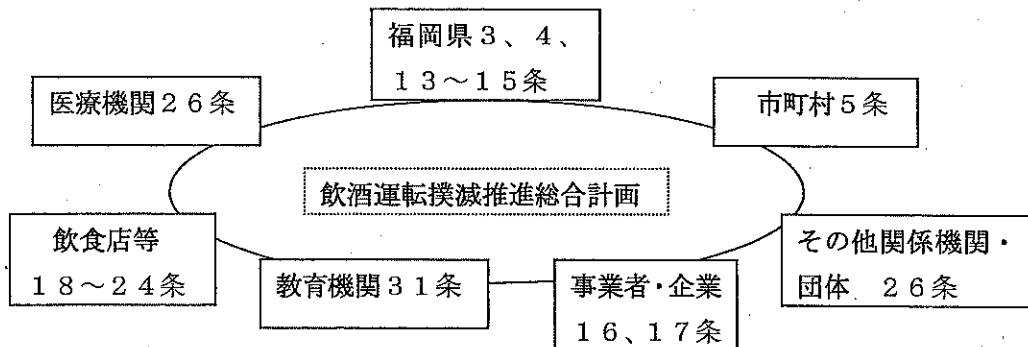 福岡県３、４、
１３～１５条
医療機関２６条
市町村５条
飲酒運転撲滅推進総合計画
飲食店等
１８～２４条
教育機関３１条
事業者・企業
１６、１７条
その他関係機関・
団体　２６条